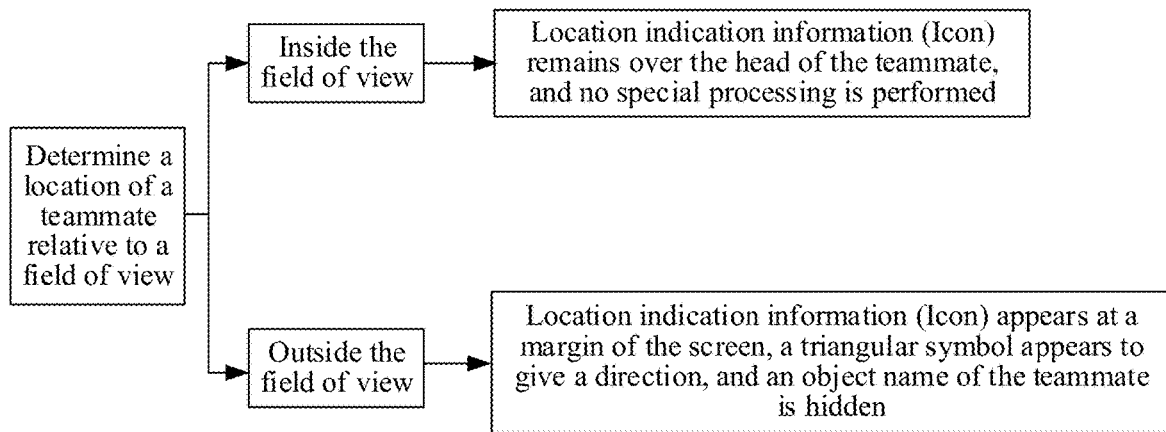 Determine a
location of a
teammate
relative to a
field of view
Inside the
field of view
Location indication information (Icon)
remains over the head of the teammate,
and no special processing is performed
Outside the
field of view
Location indication information (Icon) appears at a
margin of the screen, a triangular symbol appears to
give a direction, and an object name of the teammate
is hidden